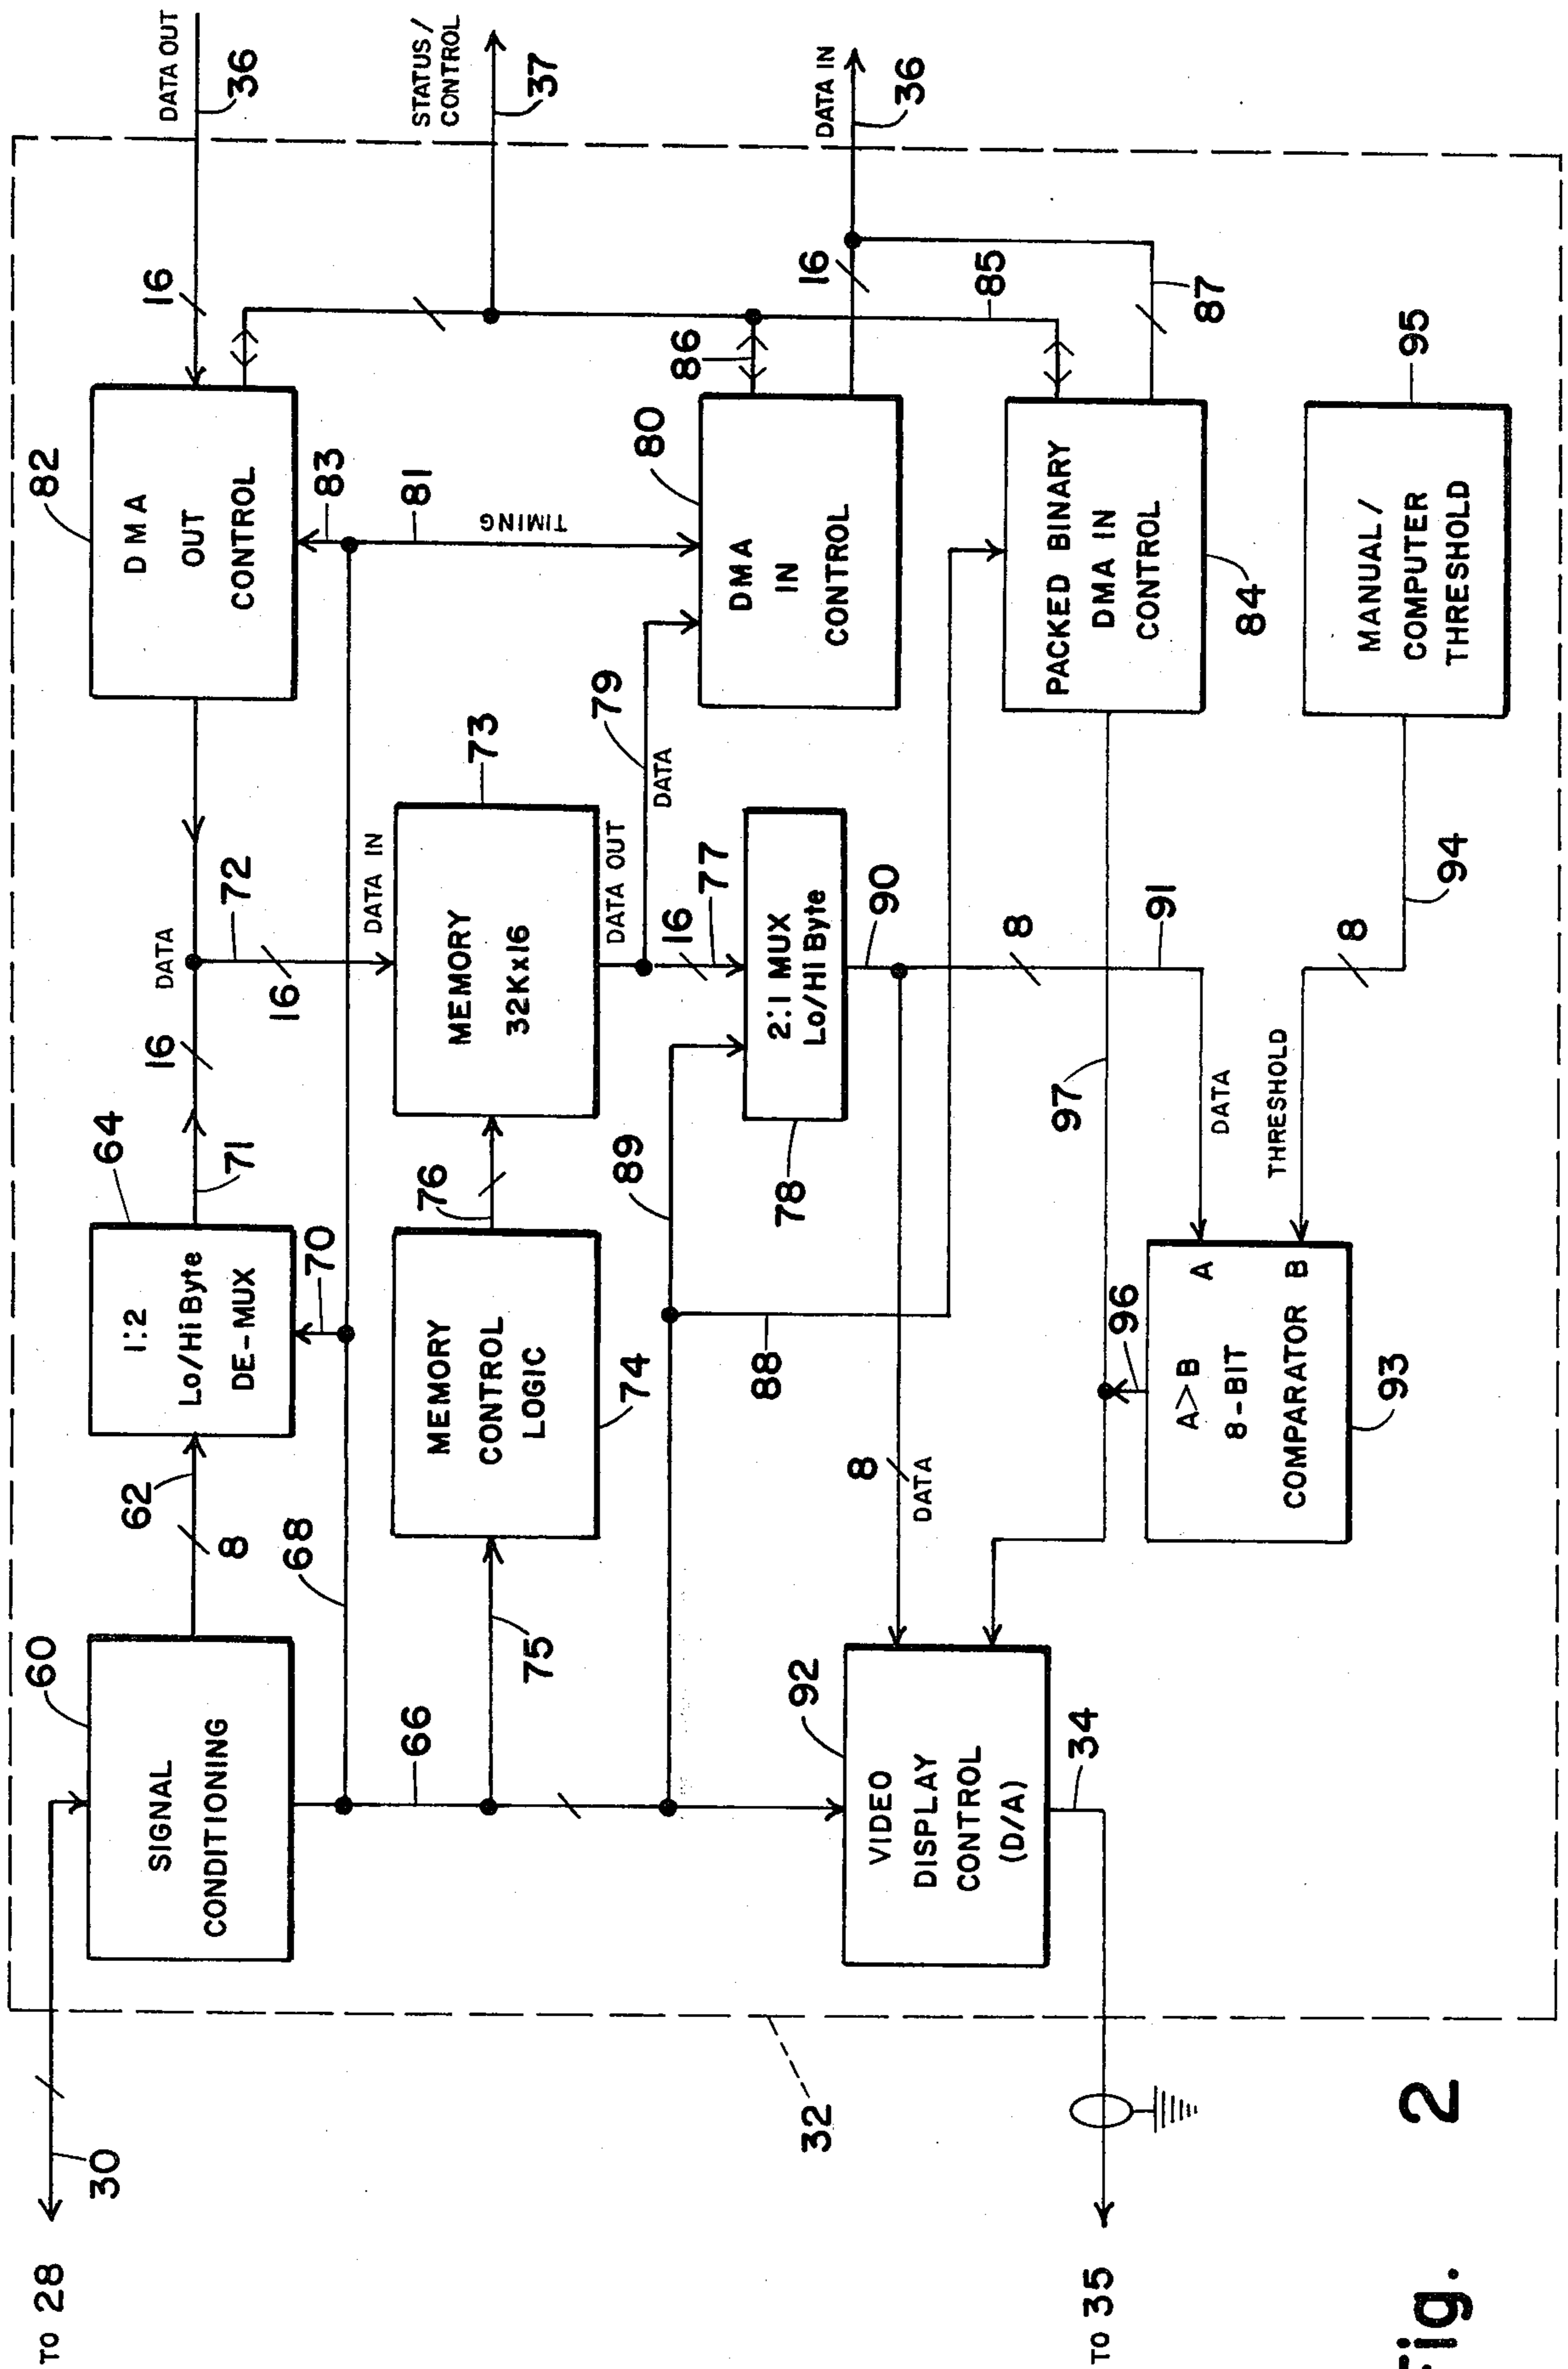 TO 28
30
60
SIGNAL
CONDITIONING
62
8
64
1:2
Lo/Hi Byte
DE-MUX
71
16
DATA
72
16
82
DMA
OUT
CONTROL
16
DATA OUT
36
68
70
83
81
TIMING
STATUS/
CONTROL
37
66
75
MEMORY
CONTROL
LOGIC
74
76
DATA IN
MEMORY
32Kx16
73
DATA OUT
79
DATA
16
77
89
88
78
2:1 MUX
Lo/Hi Byte
90
80
DMA
IN
CONTROL
86
16
85
DATA IN
36
87
92
VIDEO
DISPLAY
CONTROL
(D/A)
34
8
DATA
8
91
97
PACKED BINARY
DMA IN
CONTROL
84
96
A>B
8-BIT
COMPARATOR
A
B
93
DATA
THRESHOLD
8
94
MANUAL/
COMPUTER
THRESHOLD
95
32
TO 35
Fig. 2